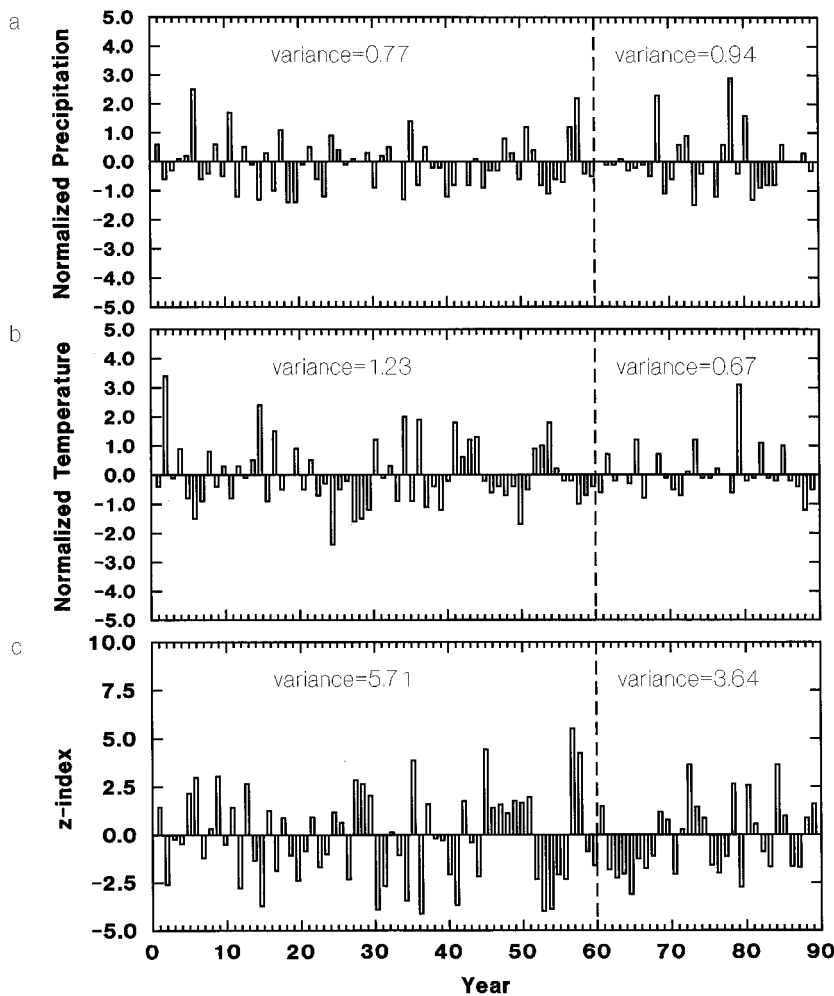 a
variance=0.77
variance=0.94
Normalized Precipitation
5.0
4.0
3.0
2.0
1.0
0.0
-1.0
-2.0
-3.0
-4.0
-5.0
b
variance=1.23
variance=0.67
Normalized Temperature
5.0
4.0
3.0
2.0
1.0
0.0
-1.0
-2.0
-3.0
-4.0
-5.0
c
variance=5.71
variance=3.64
z-index
10.0
7.5
5.0
2.5
0.0
-2.5
-5.0
0 10 20 30 40 50 60 70 80 90
Year